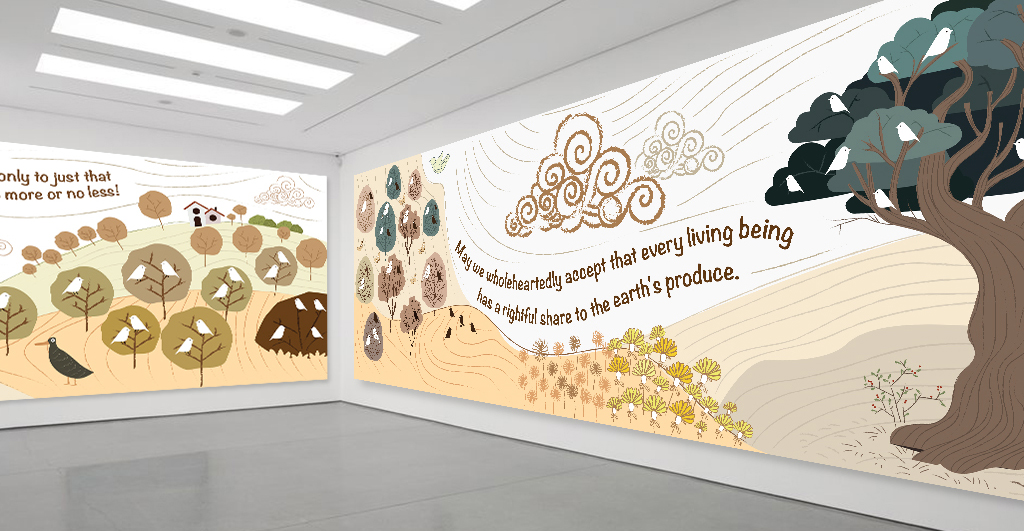 only to just that
more or no less!
May we wholeheartedly accept that every living being
has a rightful share to the earth's produce.